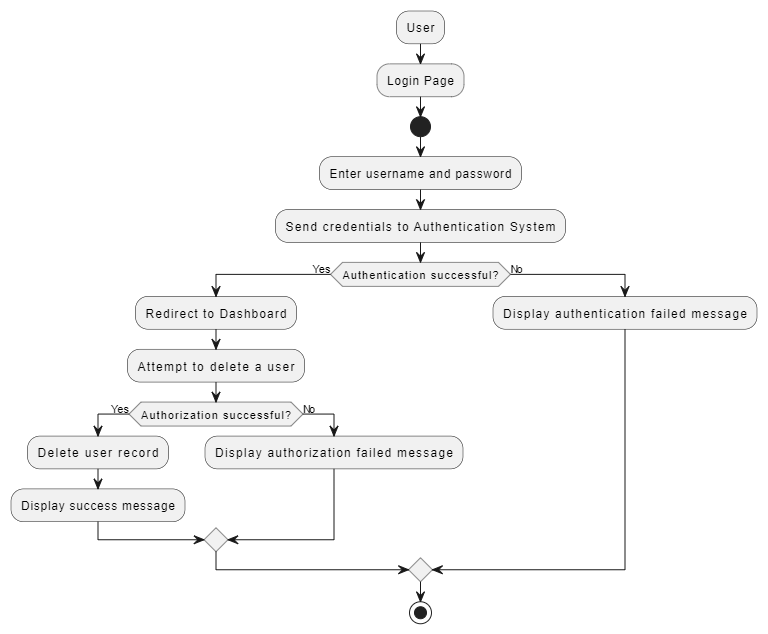 User
Login Page
Enter username and password
Send credentials to Authentication System
Authentication successful?
Yes
No
Redirect to Dashboard
Display authentication failed message
Attempt to delete a user
Authorization successful?
Yes
No
Delete user record
Display authorization failed message
Display success message